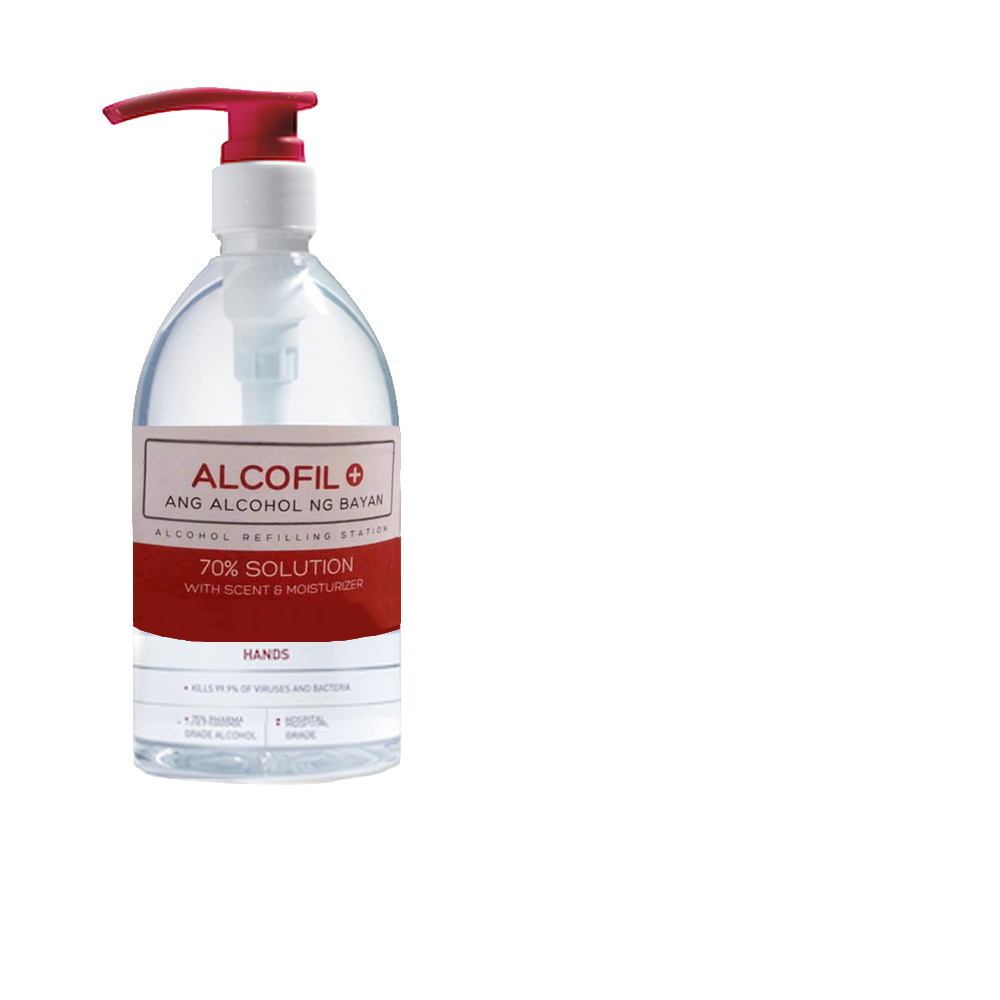 ALCOFIL
ANG ALCOHOL NG BAYAN
ALCOHOL REFILLING STATION
70% SOLUTION
WITH SCENT & MOISTURIZER
HANDS
• KILLS 99.9% OF VIRUSES AND BACTERIA
PHARMA
GRADE ALCOHOL
HOSPITAL
GRADE